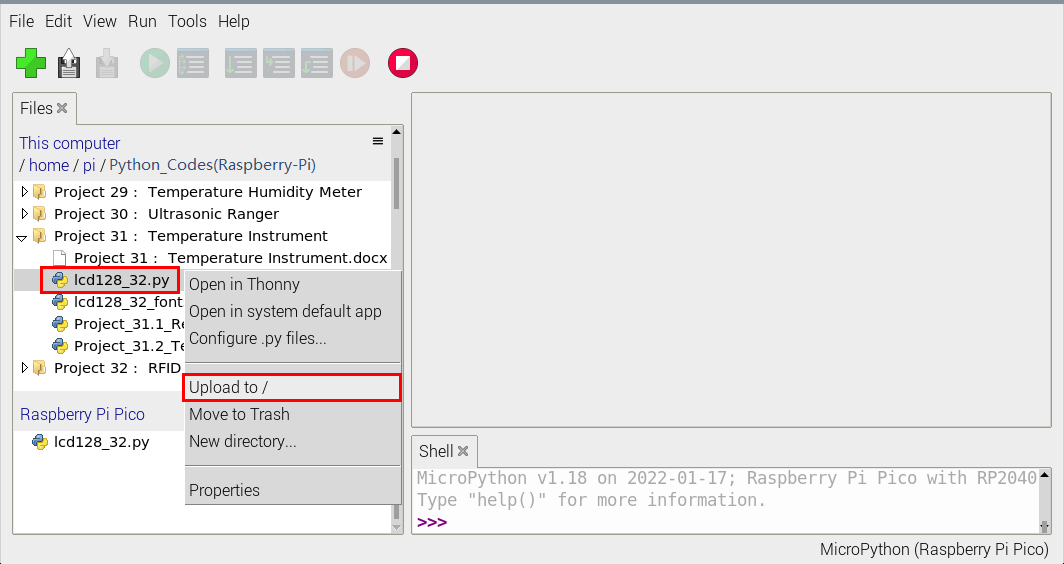 File Edit View Run Tools Help
Files
This computer
/ home / pi / Python_Codes(Raspberry-Pi)
Project 29 : Temperature Humidity Meter
Project 30 : Ultrasonic Ranger
Project 31 : Temperature Instrument
Project 31 : Temperature Instrument.docx
lcd128_32.py
lcd128_32_font
Project_31.1_Re
Project_31.2_Te
Project 32 : RFID
Open in Thonny
Open in system default app
Configure .py files...
Upload to /
Move to Trash
New directory...
Properties
Raspberry Pi Pico
lcd128_32.py
Shell
MicroPython v1.18 on 2022-01-17; Raspberry Pi Pico with RP2040
Type "help()" for more information.
>>>
MicroPython (Raspberry Pi Pico)